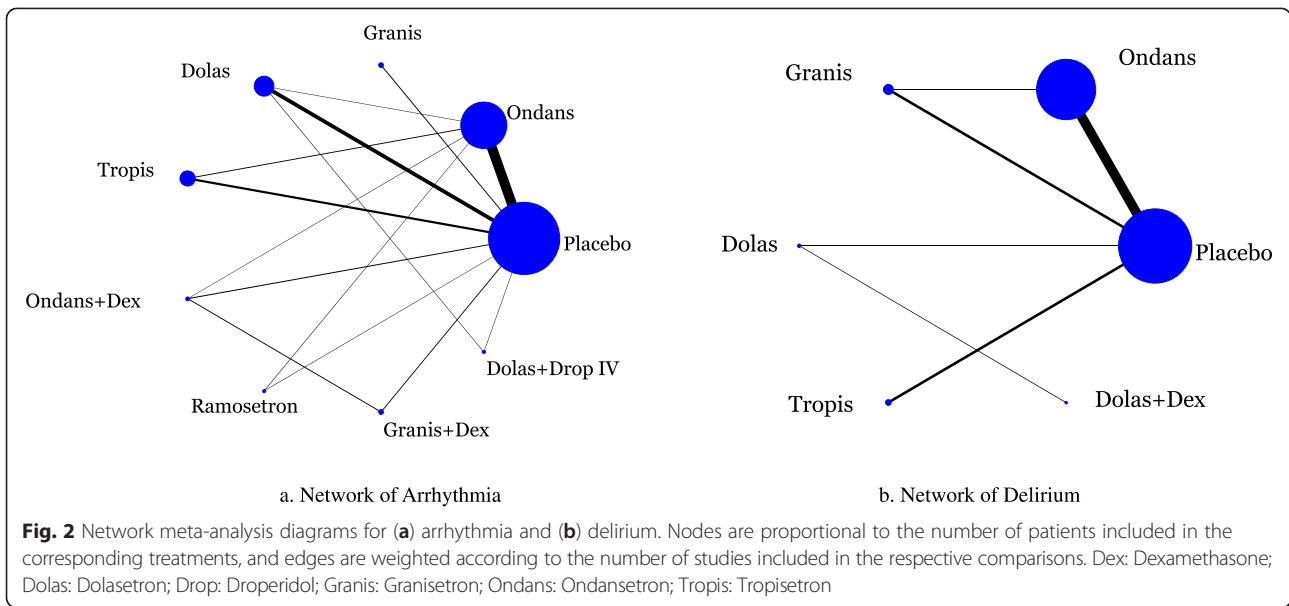 Granis
Dolas
Ondans
Tropis
Placebo
Ondans+Dex
Dolas+Drop IV
Ramosetron
Granis+Dex
a. Network of Arrhythmia
Ondans
Granis
Dolas
Placebo
Tropis
Dolas+Dex
b. Network of Delirium
Fig. 2 Network meta-analysis diagrams for (a) arrhythmia and (b) delirium. Nodes are proportional to the number of patients included in the
corresponding treatments, and edges are weighted according to the number of studies included in the respective comparisons. Dex: Dexamethasone;
Dolas: Dolasetron; Drop: Droperidol; Granis: Granisetron; Ondans: Ondansetron; Tropis: Tropisetron